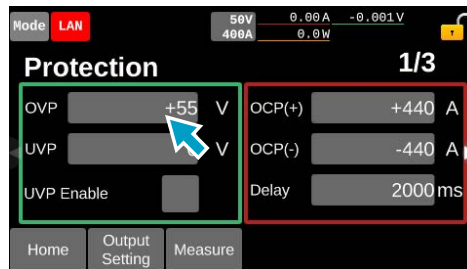 Mode LAN 50V 0.00A -0.001V
400A 0.0W
Protection 1/3
OVP +55 V OCP(+) +440 A
UVP V OCP(-) -440 A
UVP Enable Delay 2000 ms
Home Output Setting Measure